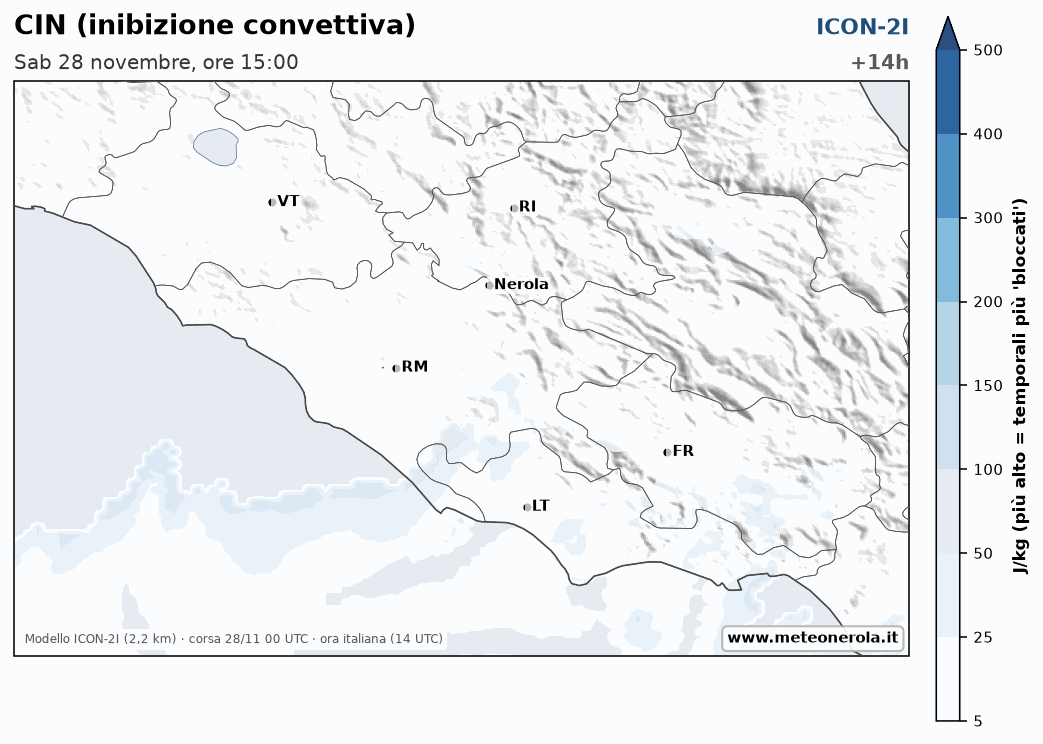 CIN (inibizione convettiva)
ICON-2I
Sab 28 novembre, ore 15:00
+14h
VT
RI
Nerola
RM
FR
LT
Modello ICON-2I (2,2 km) · corsa 28/11 00 UTC · ora italiana (14 UTC)
www.meteonerola.it
500
400
300
200
150
100
50
25
5
J/kg (più alto = temporali più 'bloccati')